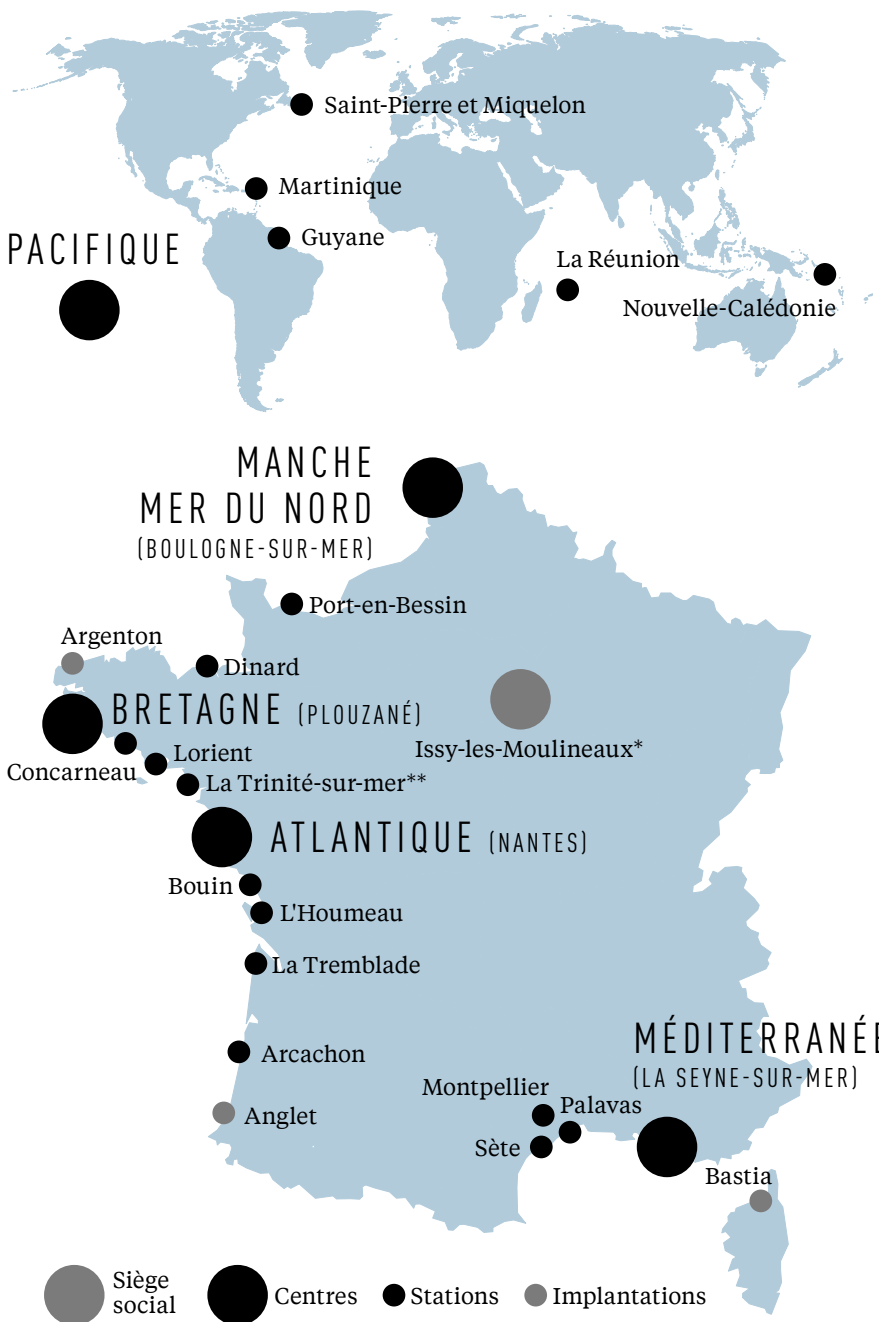 Saint-Pierre et Miquelon
Martinique
PACIFIQUE
Guyane
La Réunion
Nouvelle-Calédonie
MANCHE
MER DU NORD
(BOULOGNE-SUR-MER)
Port-en-Bessin
Argenton
Dinard
BRETAGNE (PLOUZANÉ)
Issy-les-Moulineaux*
Lorient
Concarneau
La Trinité-sur-mer**
ATLANTIQUE (NANTES)
Bouin
L'Houmeau
La Tremblade
MÉDITERRANÉE
(LA SEYNE-SUR-MER)
Arcachon
Montpellier
Palavas
Anglet
Sète
Bastia
Siège
social
Centres
Stations
Implantations